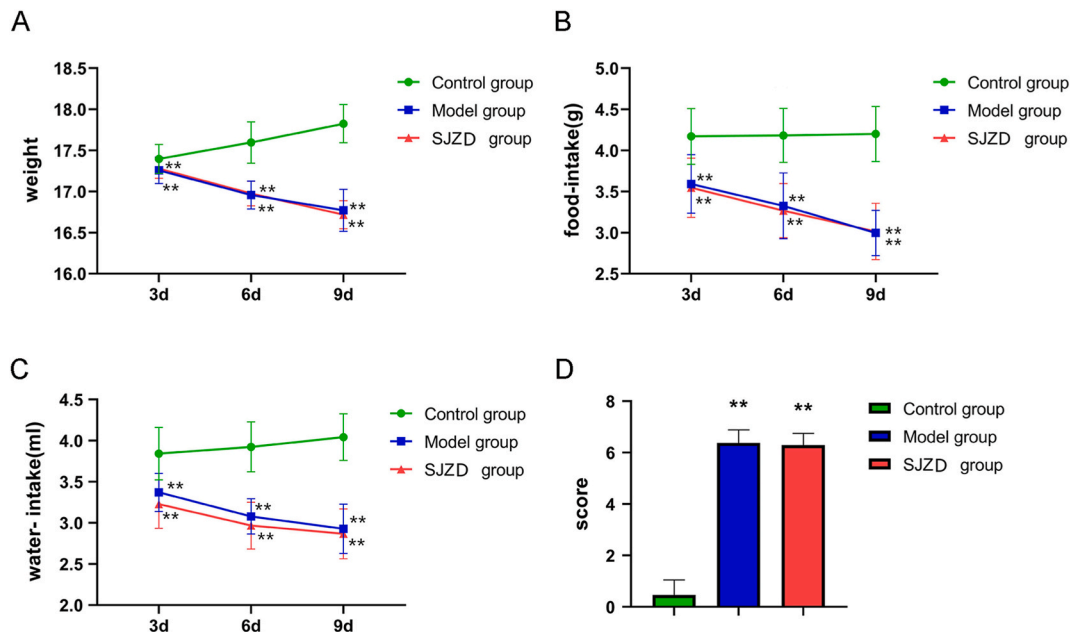 A
weight
18.5
18.0
17.5
17.0
16.5
16.0
3d
6d
9d
**
**
**
**
**
**
Control group
Model group
SJZD group
B
food-intake(g)
5.0
4.5
4.0
3.5
3.0
2.5
3d
6d
9d
**
**
**
**
**
**
Control group
Model group
SJZD group
C
water- intake(ml)
4.5
4.0
3.5
3.0
2.5
2.0
3d
6d
9d
**
**
**
**
**
**
Control group
Model group
SJZD group
D
score
8
6
4
2
0
**
**
Control group
Model group
SJZD group